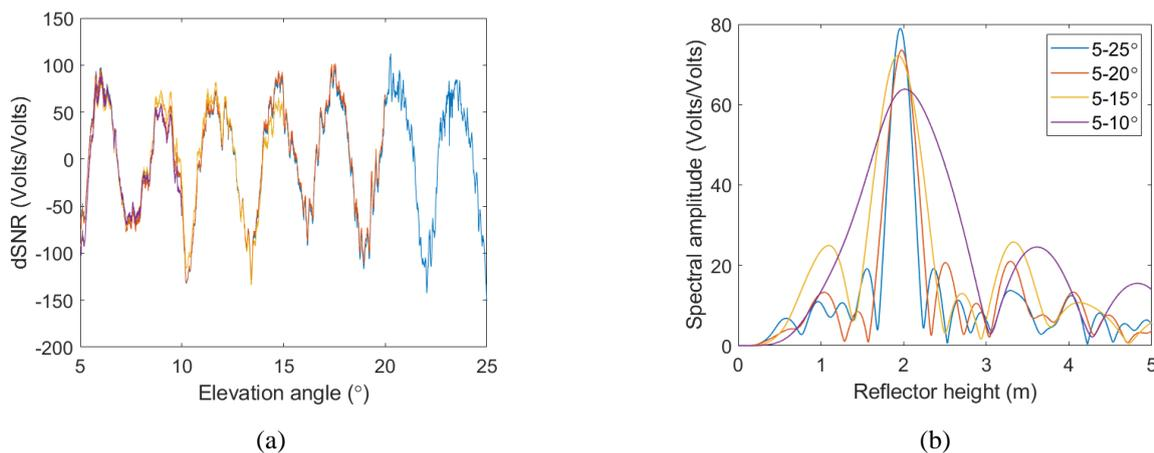 150
100
50
0
-50
-100
-150
-200
dSNR (Volts/Volts)
5 10 15 20 25
Elevation angle (°)
(a)
80
60
40
20
0
Spectral amplitude (Volts/Volts)
0 1 2 3 4 5
Reflector height (m)
5-25°
5-20°
5-15°
5-10°
(b)